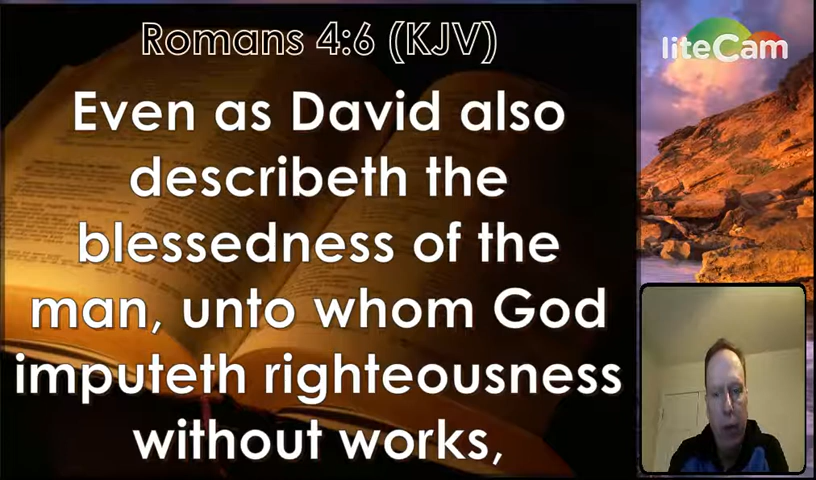 Romans 4:6 (KJV)
liteCam
Even as David also
describeth the
blessedness of the
man, unto whom God
imputeth righteousness
without works,